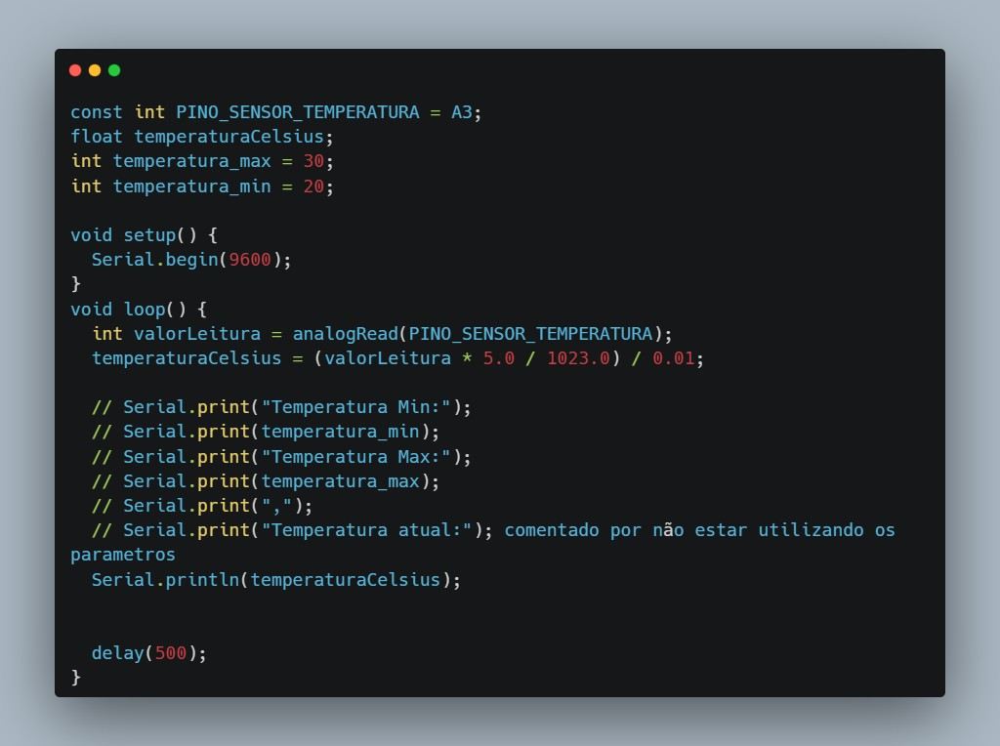 const int PINO_SENSOR_TEMPERATURA = A3;
float temperaturaCelsius;
int temperatura_max = 30;
int temperatura_min = 20;
void setup() {
  Serial.begin(9600);
}
void loop() {
  int valorLeitura = analogRead(PINO_SENSOR_TEMPERATURA);
  temperaturaCelsius = (valorLeitura * 5.0 / 1023.0) / 0.01;
  // Serial.print("Temperatura Min:");
  // Serial.print(temperatura_min);
  // Serial.print("Temperatura Max:");
  // Serial.print(temperatura_max);
  // Serial.print(",");
  // Serial.print("Temperatura atual:"); comentado por não estar utilizando os
parametros
  Serial.println(temperaturaCelsius);
  delay(500);
}